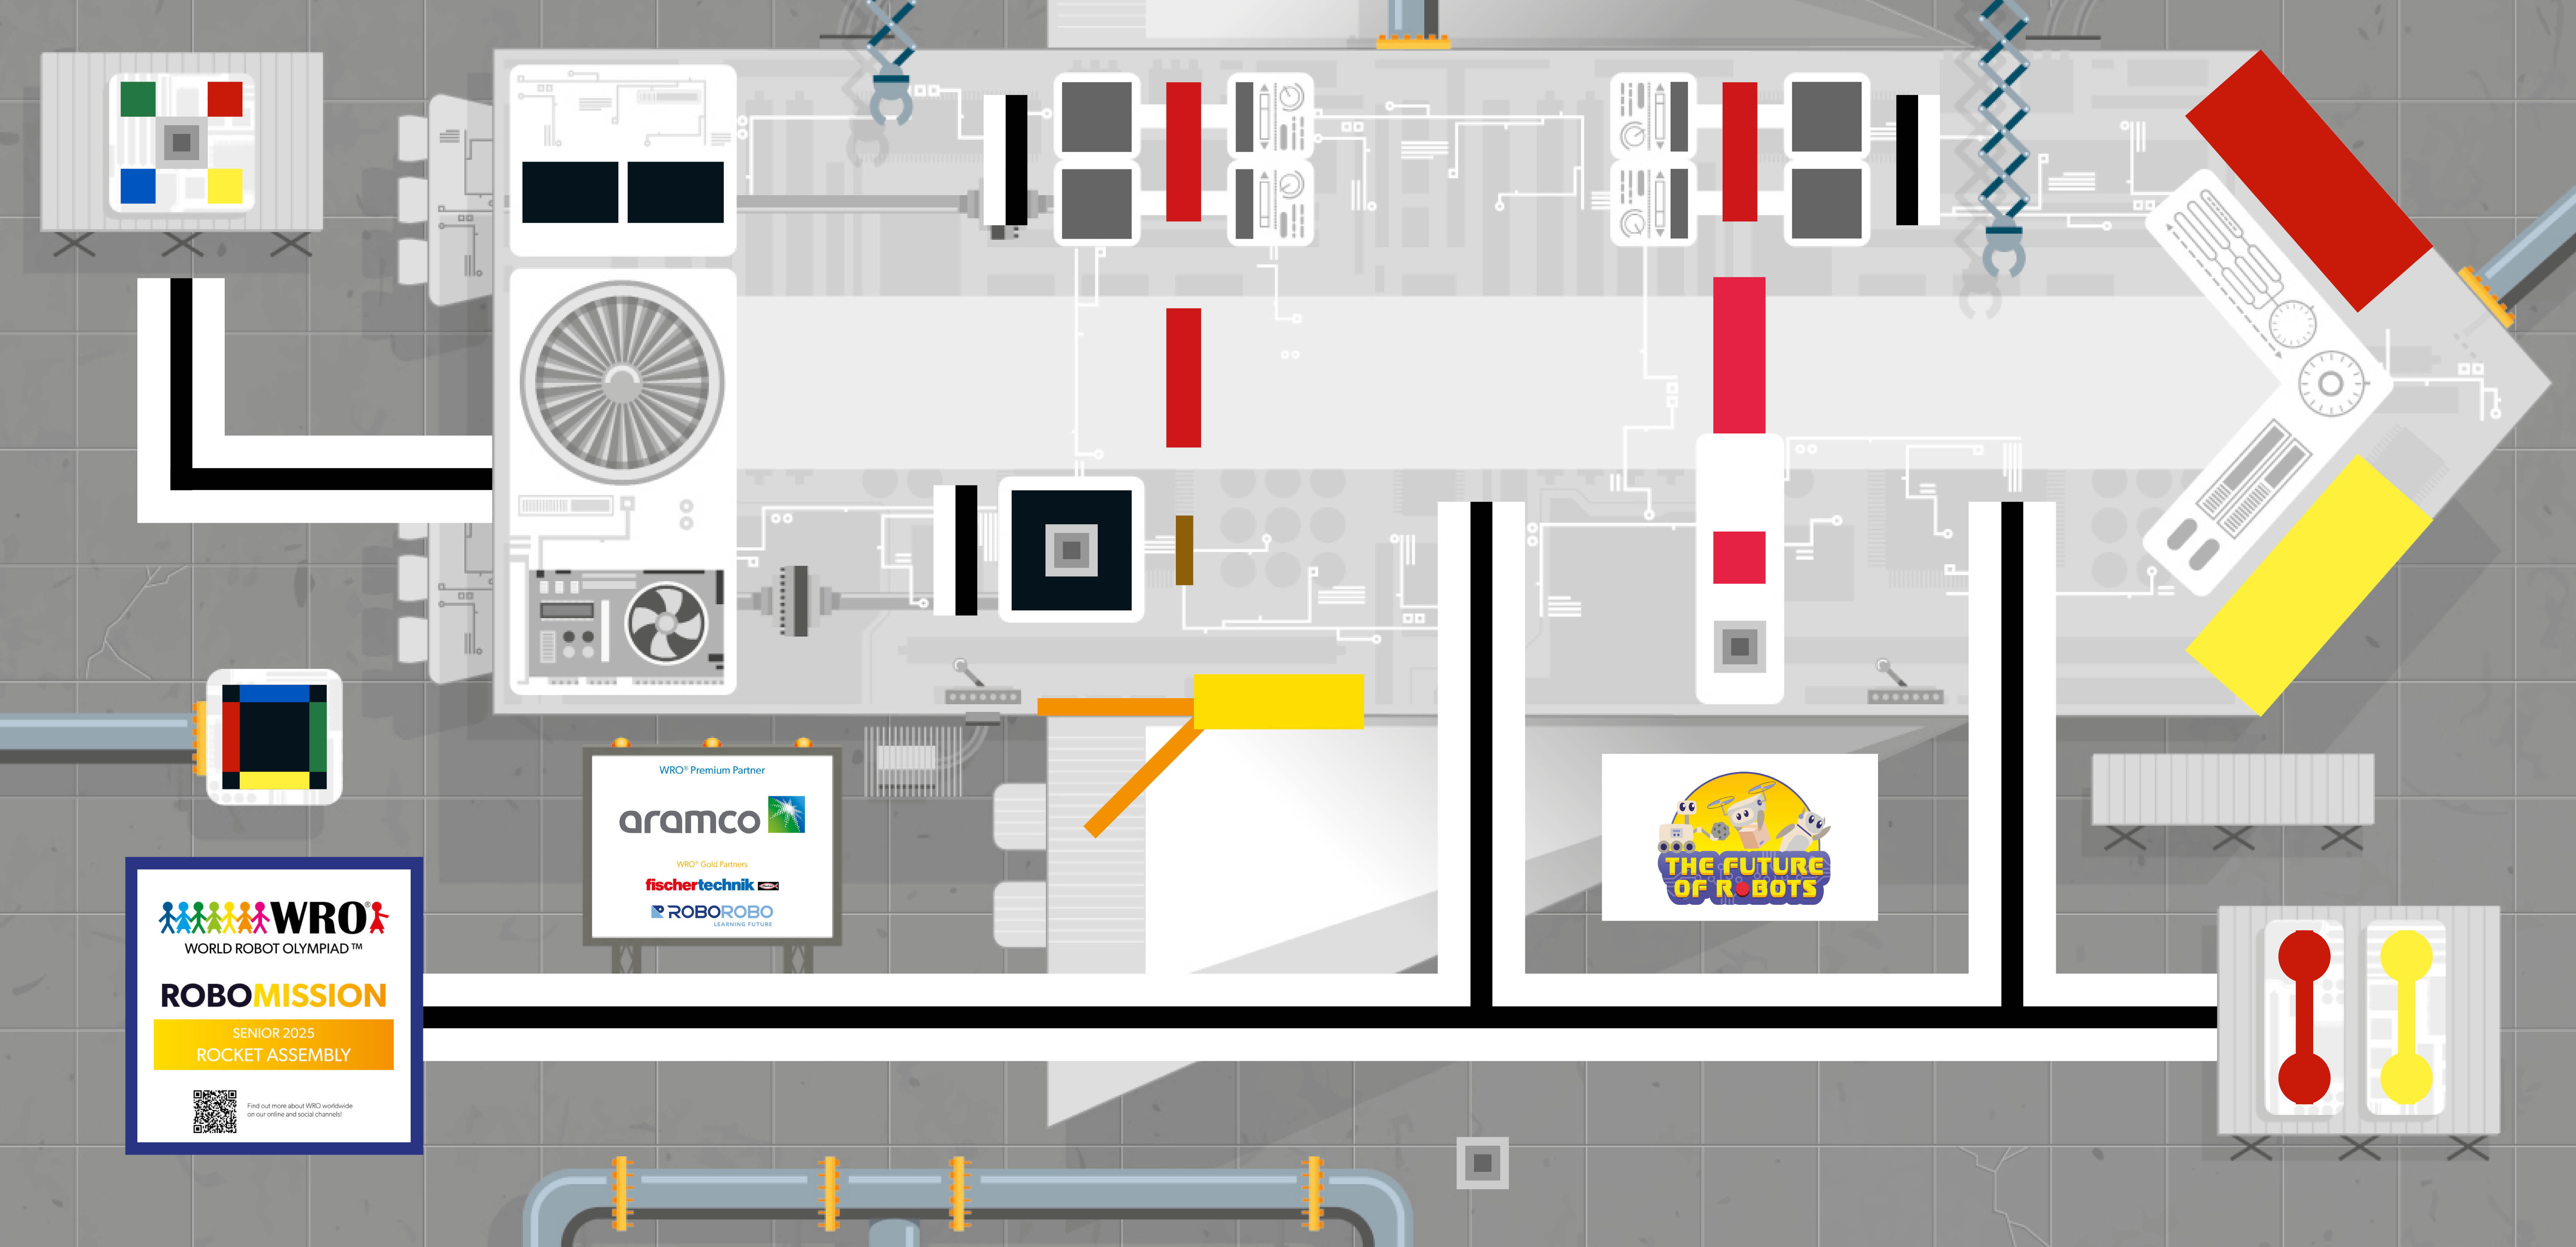 WRO® Premium Partner
aramco
WRO® Gold Partners
fischertechnik
ROBOROBO
LEARNING FUTURE
THE FUTURE
OF ROBOTS
WRO®
WORLD ROBOT OLYMPIAD™
ROBOMISSION
SENIOR 2025
ROCKET ASSEMBLY
Find out more about WRO worldwide
on our online and social channels!